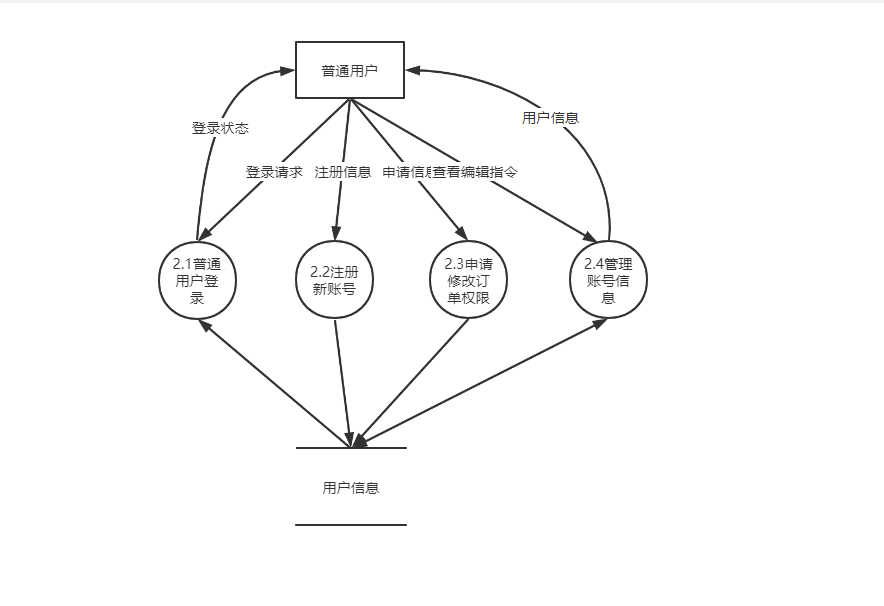 普通用户
登录状态
用户信息
登录请求
注册信息
申请信息
查看编辑指令
2.1普通
用户登
录
2.2注册
新账号
2.3申请
修改订
单权限
2.4管理
账号信
息
用户信息